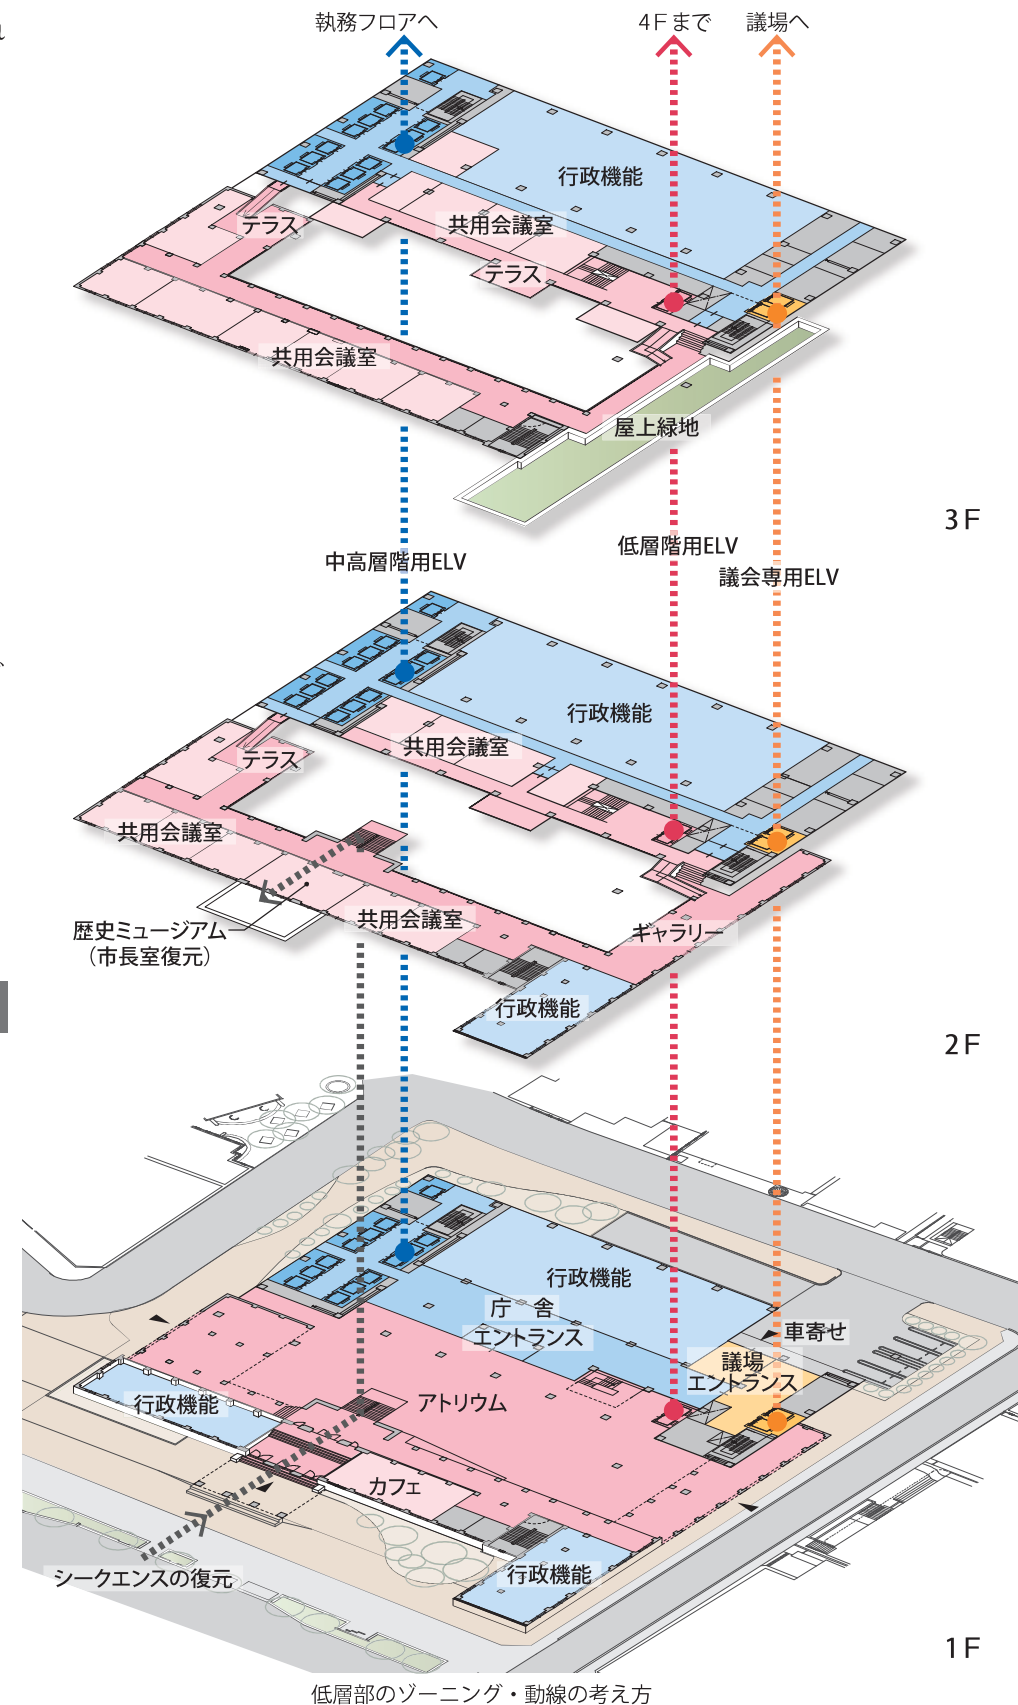 執務フロアへ
4Fまで
議場へ
行政機能
テラス
共用会議室
テラス
共用会議室
屋上緑地
3F
中高層階用ELV
低層階用ELV
議会専用ELV
行政機能
共用会議室
テラス
共用会議室
共用会議室
歴史ミュージアム
（市長室復元）
ギャラリー
行政機能
2F
行政機能
庁　舎
エントランス
車寄せ
議場
エントランス
行政機能
アトリウム
カフェ
シークエンスの復元
行政機能
1F
低層部のゾーニング・動線の考え方